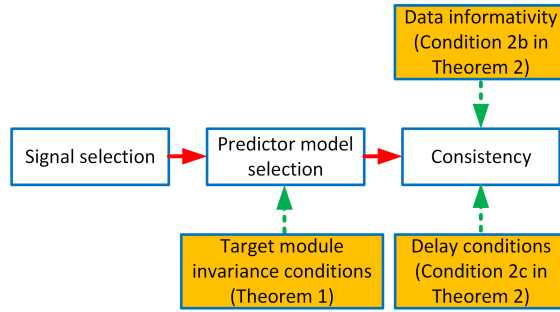 Data informativity
(Condition 2b in
Theorem 2)
Signal selection
Predictor model
selection
Consistency
Target module
invariance conditions
(Theorem 1)
Delay conditions
(Condition 2c in
Theorem 2)